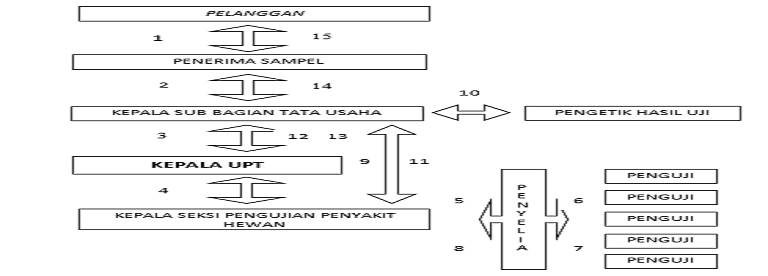 PELANGGAN
1 15
PENERIMA SAMPEL
2 14
10
KEPALA SUB BAGIAN TATA USAHA
PENGETIK HASIL UJI
3 12 13
KEPALA UPT
9 11
4
KEPALA SEKSI PENGUJIAN PENYAKIT
HEWAN
5
8
PENYELIA
6
7
PENGUJI
PENGUJI
PENGUJI
PENGUJI
PENGUJI